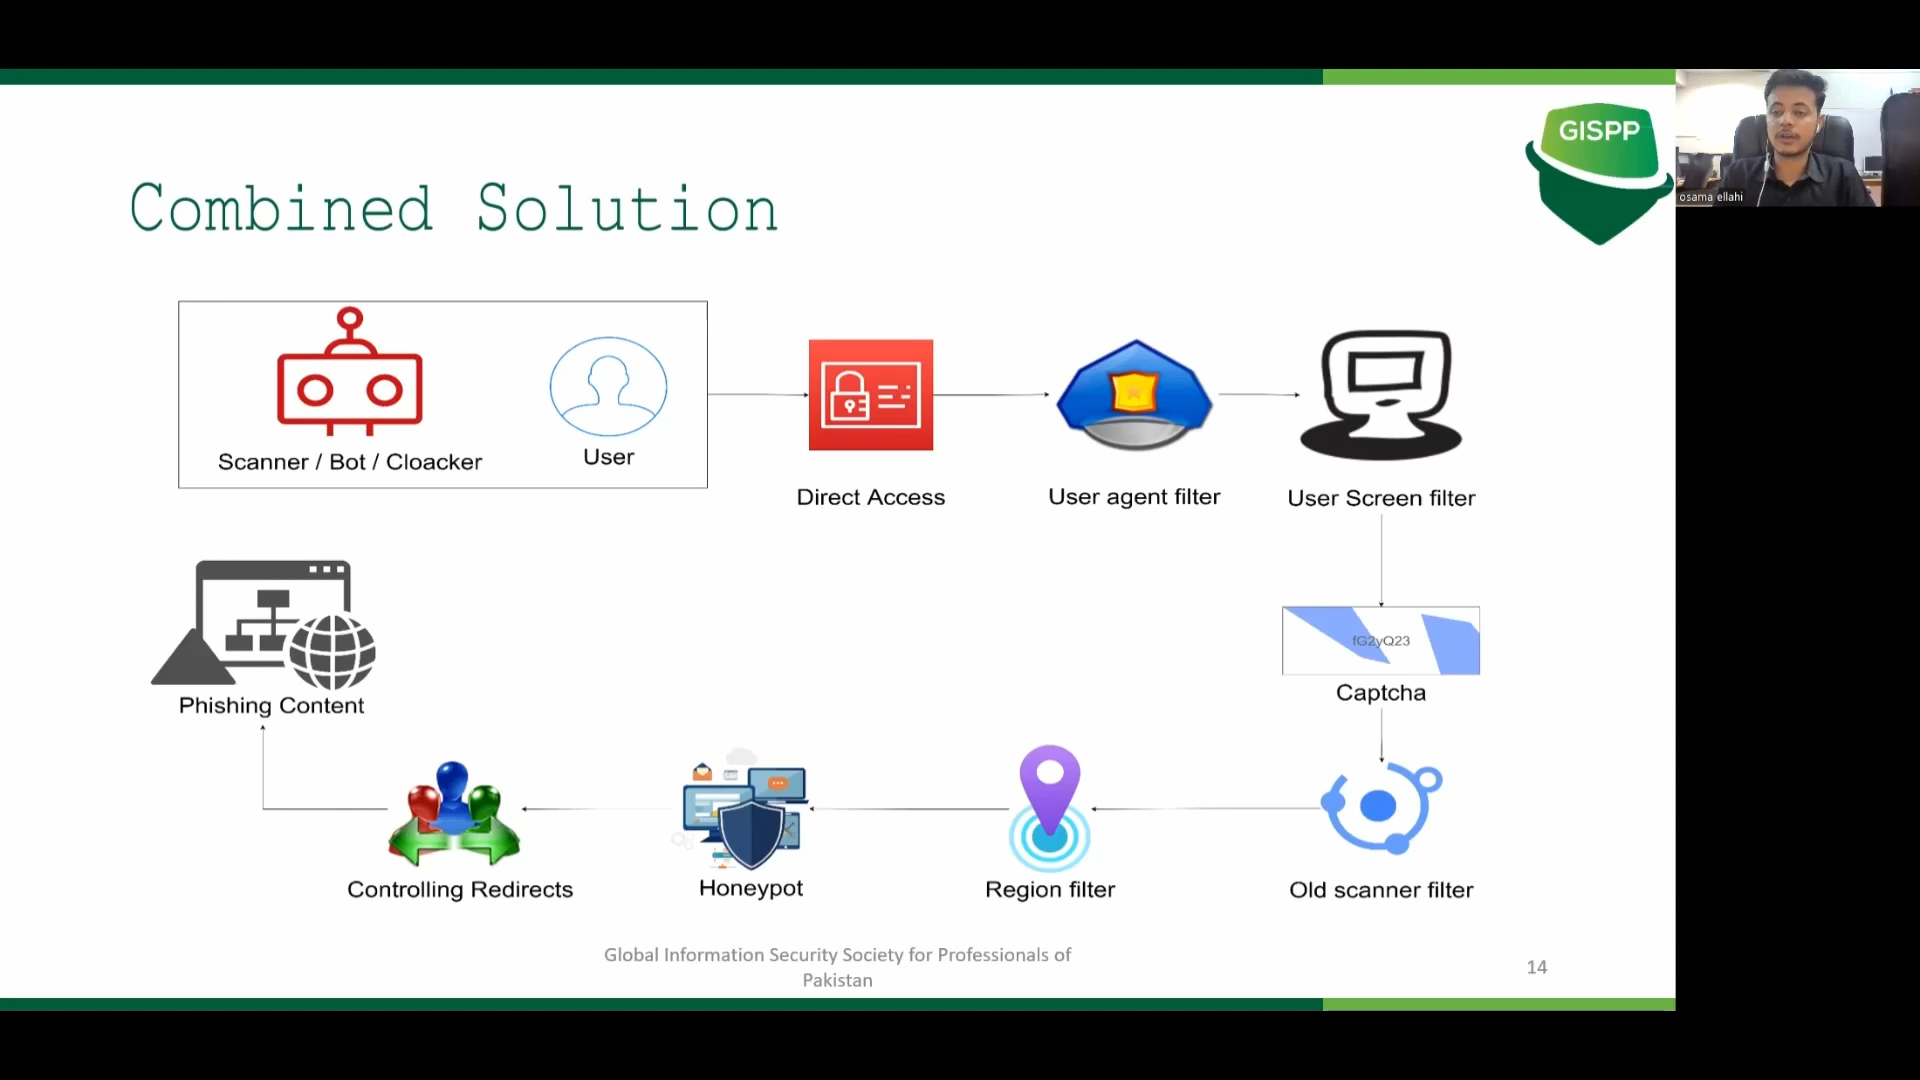 GISPP
osama ellahi
Combined Solution
Scanner / Bot / Cloacker
User
Direct Access
User agent filter
User Screen filter
fG2yQ23
Captcha
Phishing Content
Controlling Redirects
Honeypot
Region filter
Old scanner filter
Global Information Security Society for Professionals of
Pakistan
14